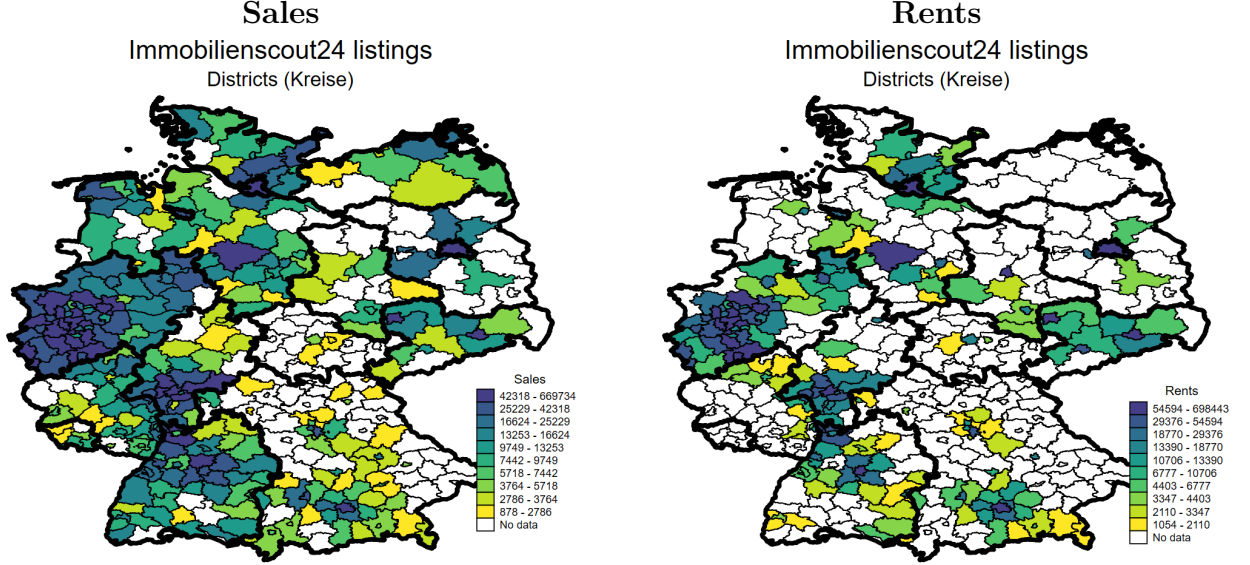 Sales
Immobilienscout24 listings
Districts (Kreise)
Sales
42318 - 669734
25229 - 42318
16624 - 25229
13253 - 16624
9749 - 13253
7442 - 9749
5718 - 7442
3764 - 5718
2786 - 3764
878 - 2786
No data
Rents
Immobilienscout24 listings
Districts (Kreise)
Rents
54594 - 698443
29376 - 54594
18770 - 29376
13390 - 18770
10706 - 13390
6777 - 10706
4403 - 6777
3347 - 4403
2110 - 3347
1054 - 2110
No data